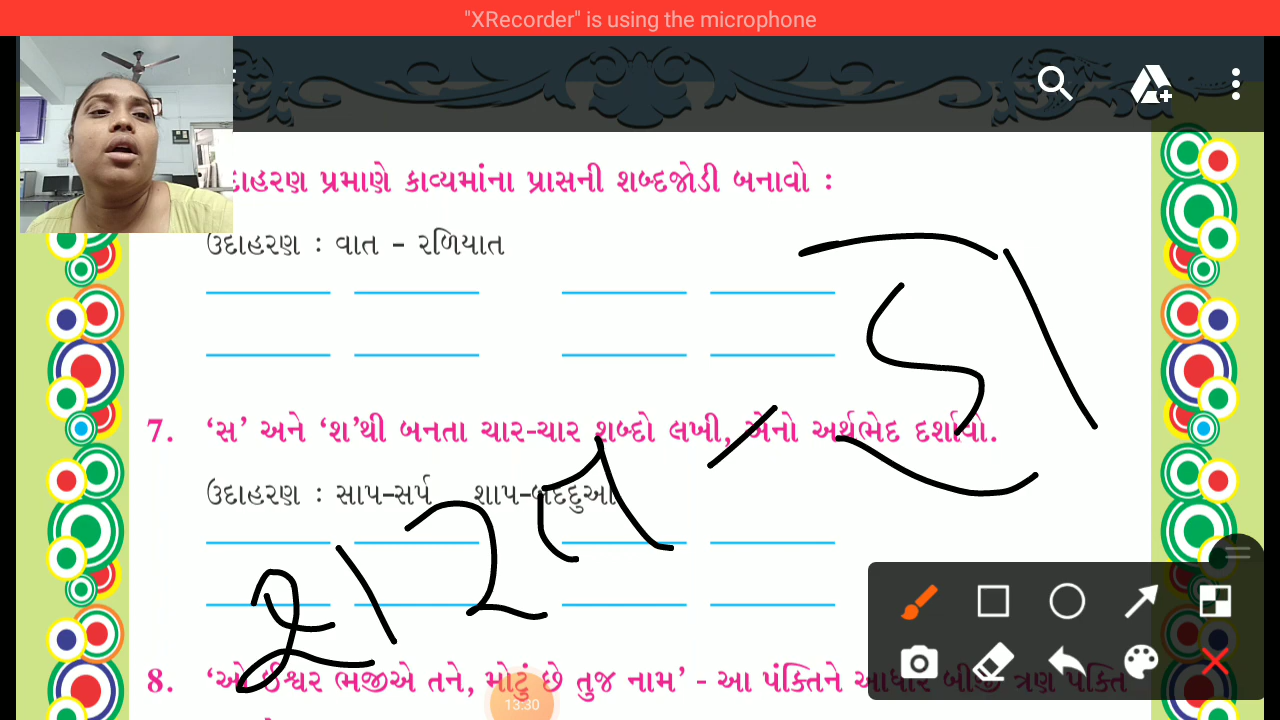 "XRecorder" is using the microphone
દાહરણ પ્રમાણે કાવ્યમાંના પ્રાસની શબ્દજોડી બનાવો :
ઉદાહરણ : વાત – રળિયાત
7. ‘સ’ અને ‘શ’થી બનતા ચાર-ચાર શબ્દો લખી, એનો અર્થભેદ દર્શાવો.
ઉદાહરણ : સાપ–સર્પ શાપ–બદદુઆ
8. ‘એ ઈશ્વર ભજીએ તને, મોટું છે તુજ નામ’ - આ પંક્તિને આધારે બીજી ત્રણ પંક્તિ
13:30